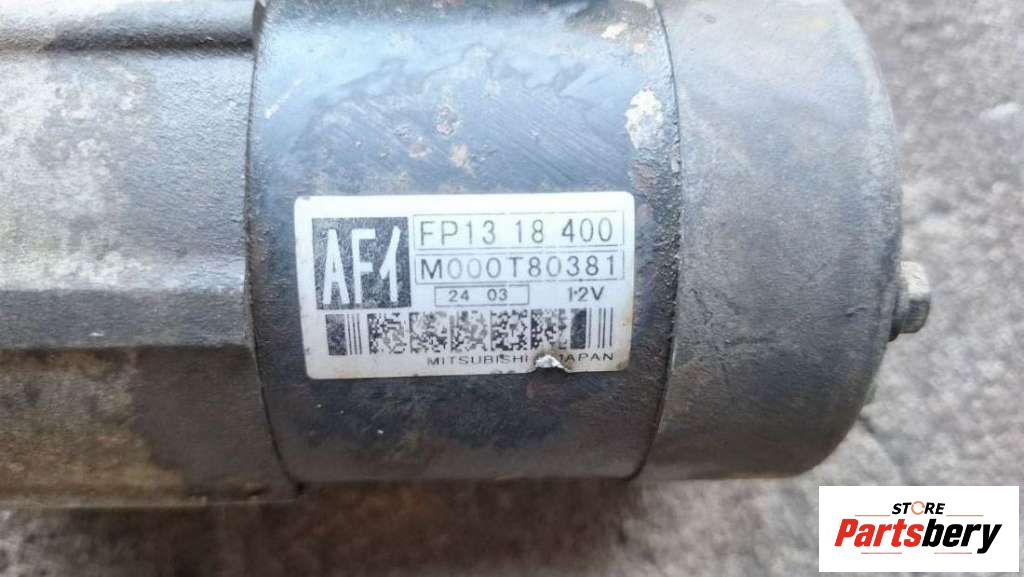 AF1
FP13 18 400
M000T80381
24 03 12V
MITSUBISHI JAPAN
STORE
Partsbery